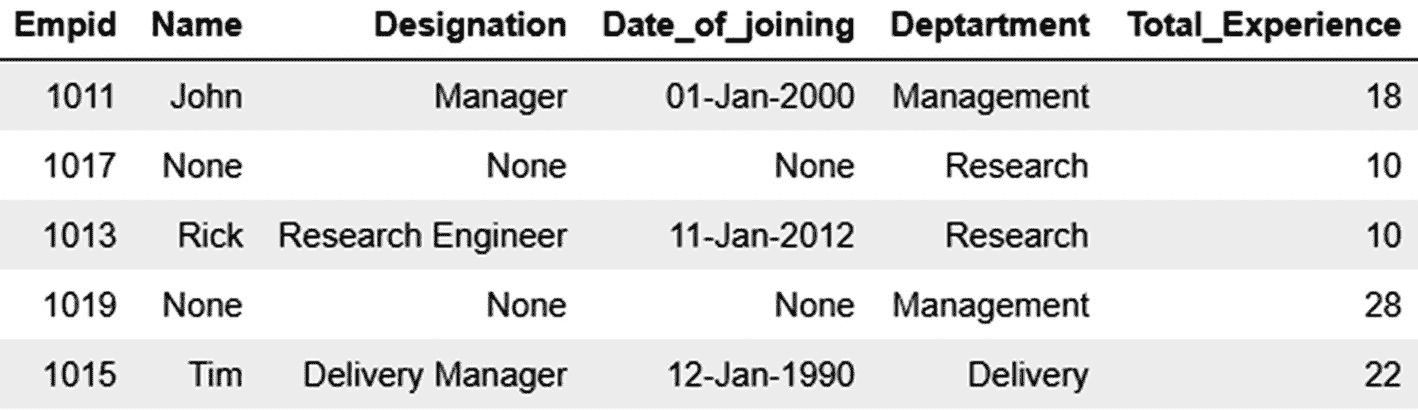 Empid Name Designation Date_of_joining Deptartment Total_Experience
1011 John Manager 01-Jan-2000 Management 18
1017 None None None Research 10
1013 Rick Research Engineer 11-Jan-2012 Research 10
1019 None None None Management 28
1015 Tim Delivery Manager 12-Jan-1990 Delivery 22